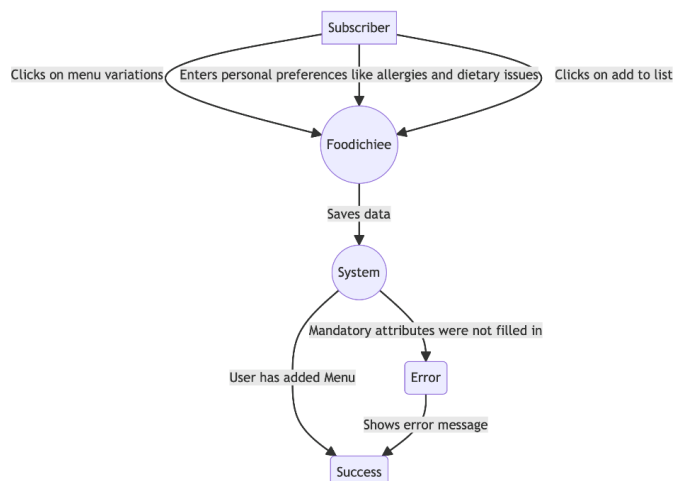 Subscriber
Clicks on menu variations
Enters personal preferences like allergies and dietary issues
Clicks on add to list
Foodichiee
Saves data
System
Mandatory attributes were not filled in
User has added Menu
Error
Shows error message
Success